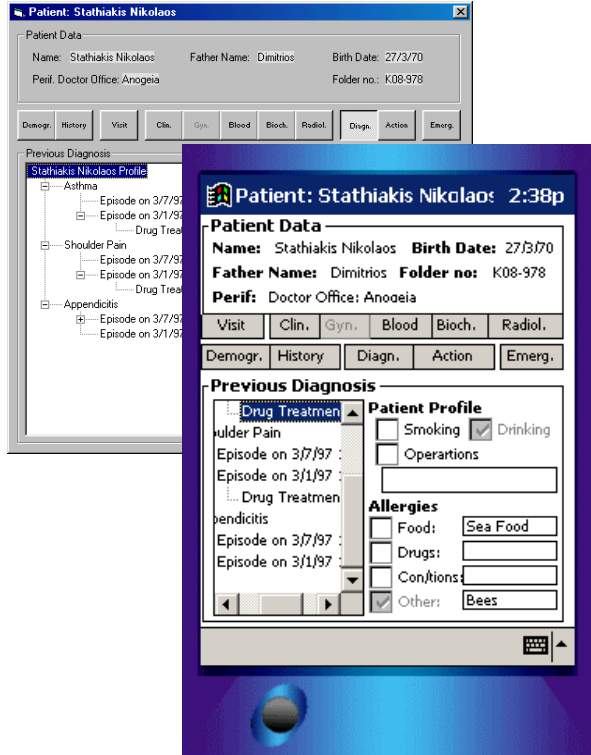 Patient: Stathiakis Nikolaos
Patient Data
Name: Stathiakis Nikolaos Father Name: Dimitrios Birth Date: 27/3/70
Perif. Doctor Office: Anogeia Folder no.: K08-978
Demogr. History Visit Clin. Gyn. Blood Bioch. Radiol. Diagn. Action Emerg.
Previous Diagnosis
Stathiakis Nikolaos Profile
Asthma
Episode on 3/7/97
Episode on 3/1/97
Drug Treat
Shoulder Pain
Episode on 3/7/97
Episode on 3/1/97
Drug Treat
Appendicitis
Episode on 3/7/97
Episode on 3/1/97
Patient: Stathiakis Nikolaos 2:38p
Patient Data
Name: Stathiakis Nikolaos Birth Date: 27/3/70
Father Name: Dimitrios Folder no: K08-978
Perif: Doctor Office: Anogeia
Visit Clin. Gyn. Blood Bioch. Radiol.
Demogr. History Diagn. Action Emerg.
Previous Diagnosis
Drug Treatmen
ulder Pain
Episode on 3/7/97 :
Episode on 3/1/97 :
Drug Treatmen
pendicitis
Episode on 3/7/97 :
Episode on 3/1/97 :
Patient Profile
Smoking Drinking
Operartions
Allergies
Food: Sea Food
Drugs:
Con/tions:
Other: Bees